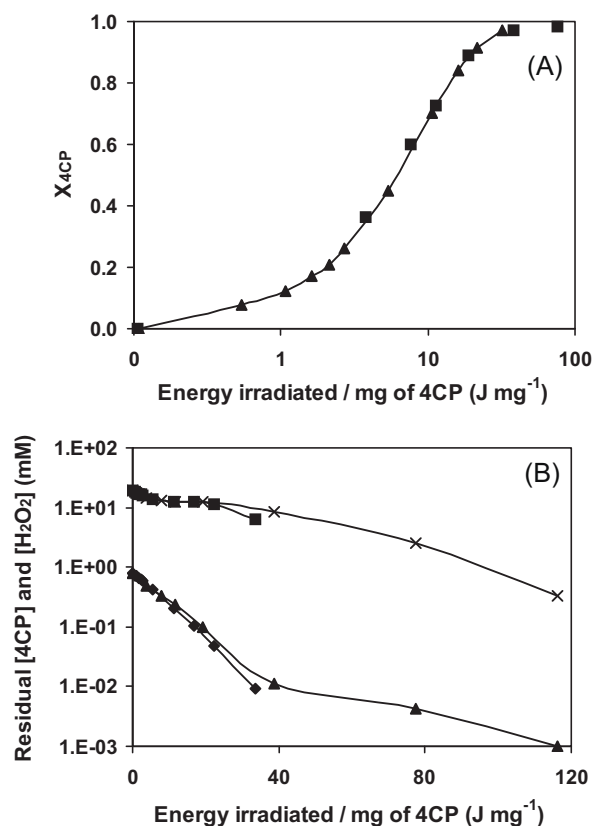 (A)
1.0
0.8
0.6
0.4
0.2
0.0
X4CP
0 1 10 100
Energy irradiated / mg of 4CP (J mg⁻¹)
(B)
1.E+02
1.E+01
1.E+00
1.E-01
1.E-02
1.E-03
Residual [4CP] and [H₂O₂] (mM)
0 40 80 120
Energy irradiated / mg of 4CP (J mg⁻¹)